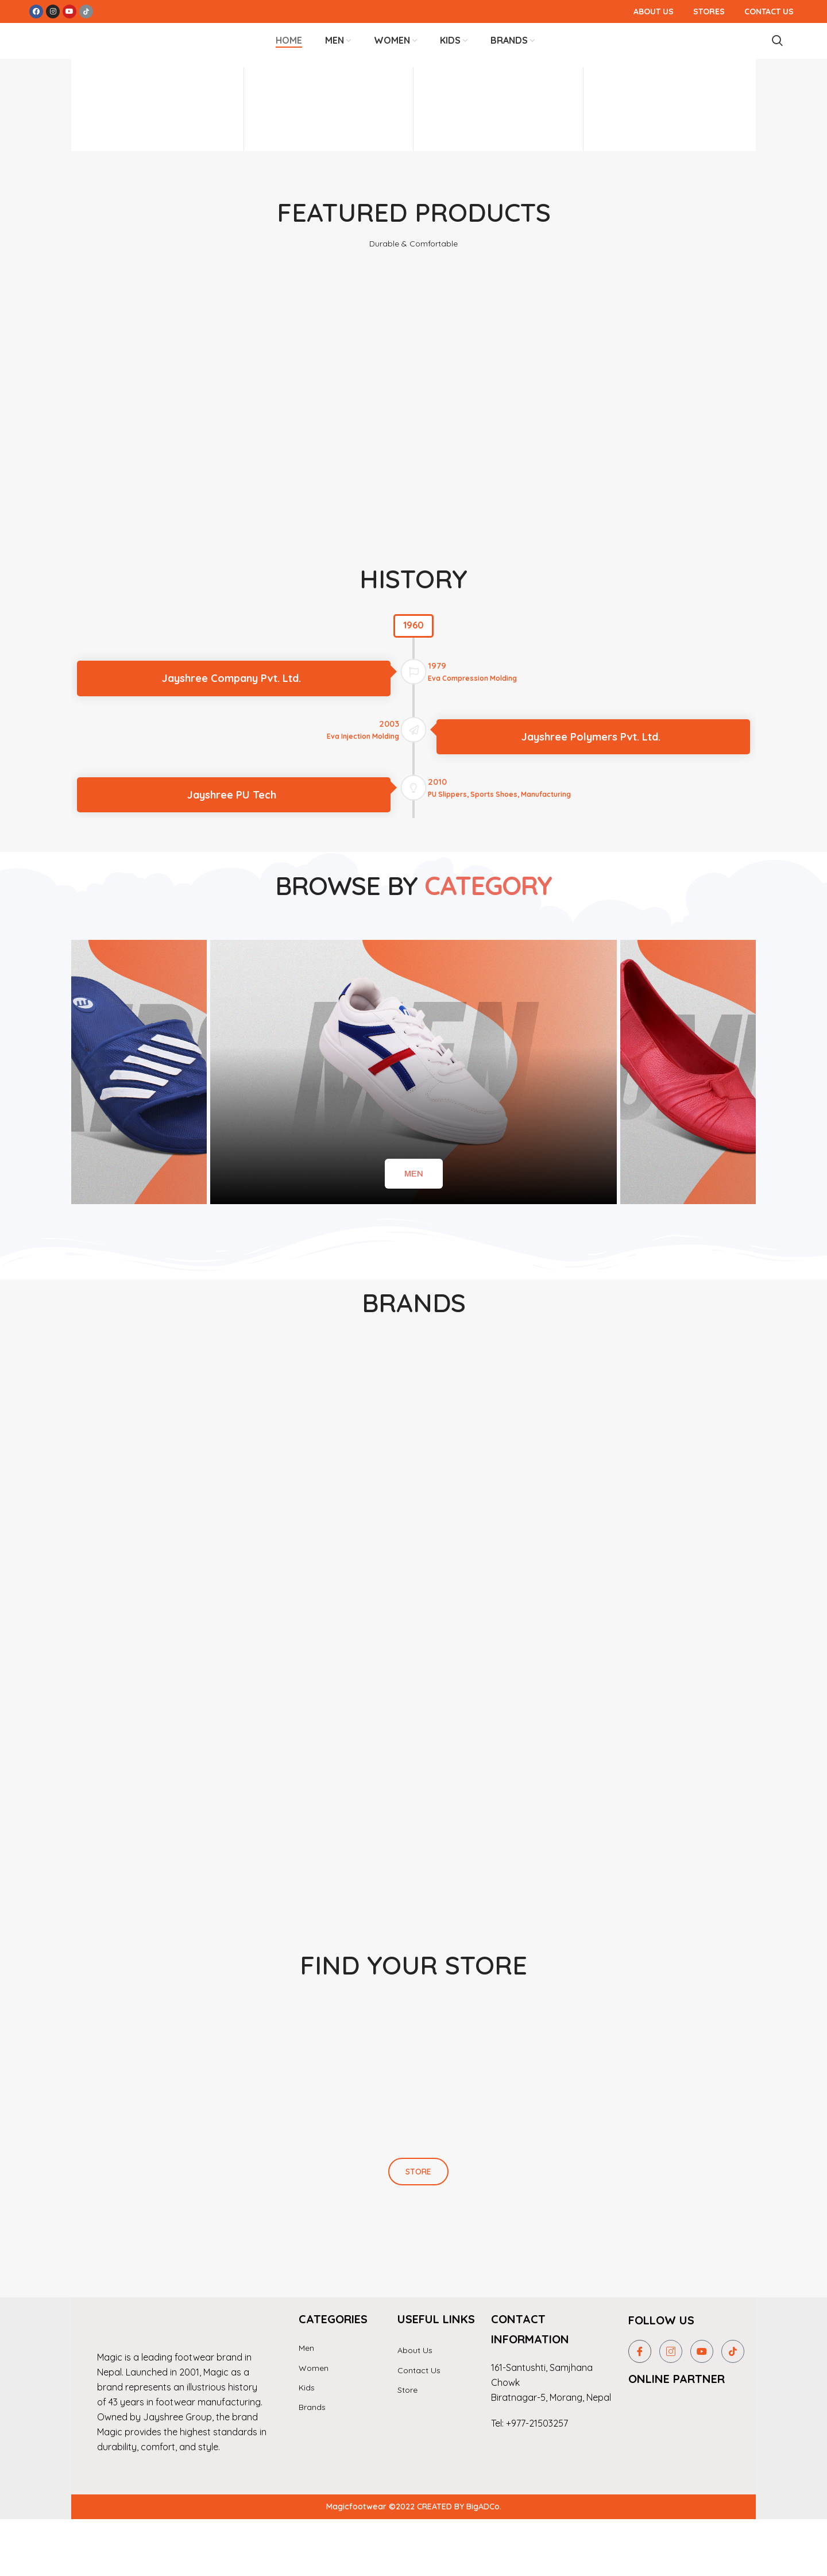 ABOUT US STORES CONTACT US
HOME MEN WOMEN KIDS BRANDS
FEATURED PRODUCTS
Durable & Comfortable
HISTORY
1960
Jayshree Company Pvt. Ltd.
1979
Eva Compression Molding
2003
Eva Injection Molding
Jayshree Polymers Pvt. Ltd.
Jayshree PU Tech
2010
PU Slippers, Sports Shoes, Manufacturing
BROWSE BY CATEGORY
MEN
MEN
BRANDS
FIND YOUR STORE
STORE
Magic is a leading footwear brand in
Nepal. Launched in 2001, Magic as a
brand represents an illustrious history
of 43 years in footwear manufacturing.
Owned by Jayshree Group, the brand
Magic provides the highest standards in
durability, comfort, and style.
CATEGORIES
Men
Women
Kids
Brands
USEFUL LINKS
About Us
Contact Us
Store
CONTACT
INFORMATION
161-Santushti, Samjhana
Chowk
Biratnagar-5, Morang, Nepal
Tel: +977-21503257
FOLLOW US
ONLINE PARTNER
Magicfootwear ©2022 CREATED BY BigADCo.